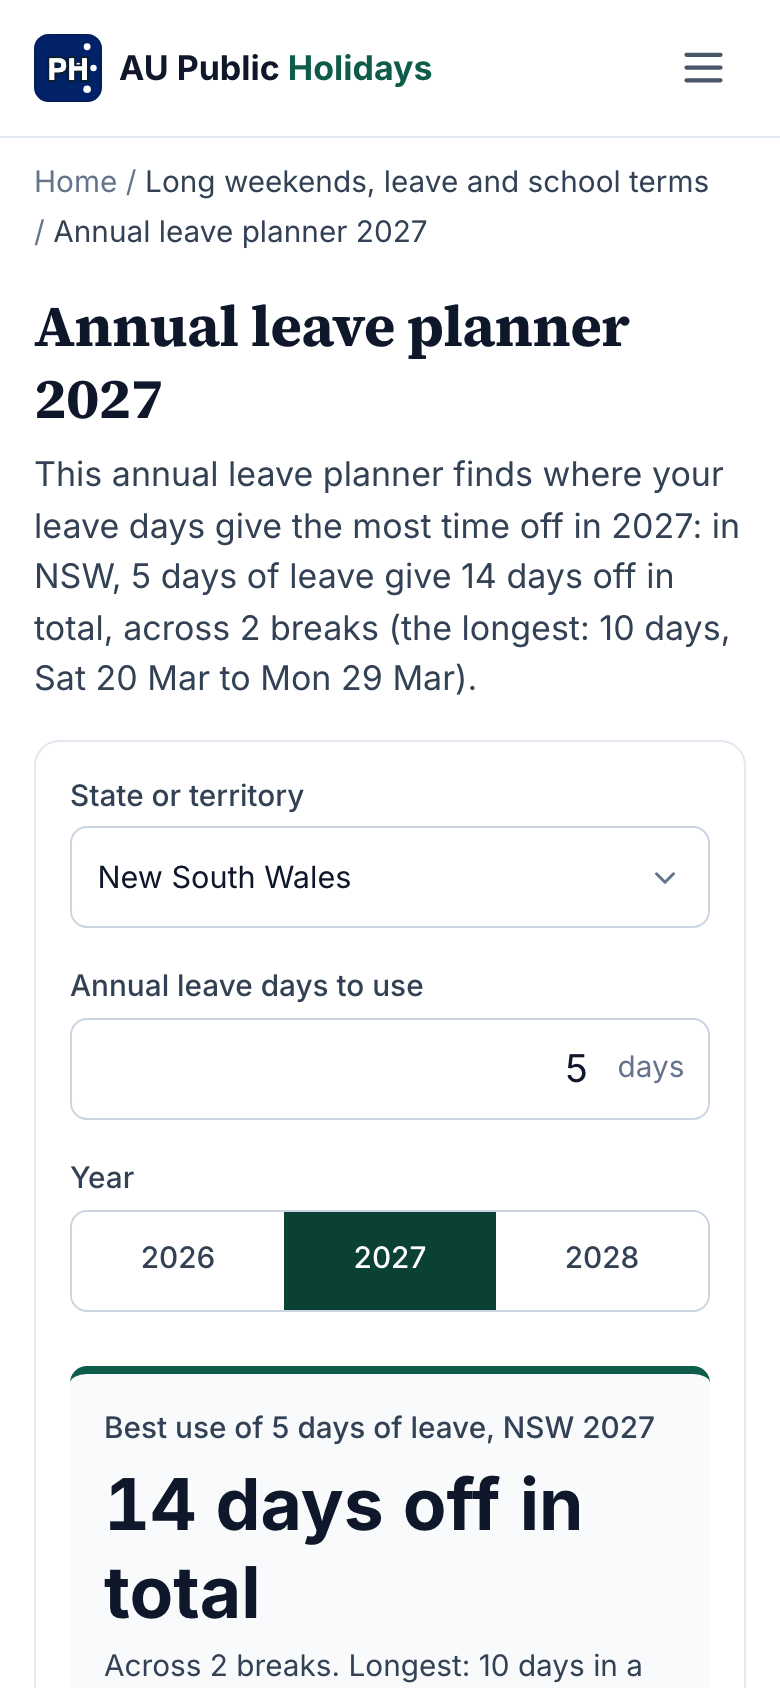 PH
AU Public Holidays
Home / Long weekends, leave and school terms
/ Annual leave planner 2027
Annual leave planner
2027
This annual leave planner finds where your
leave days give the most time off in 2027: in
NSW, 5 days of leave give 14 days off in
total, across 2 breaks (the longest: 10 days,
Sat 20 Mar to Mon 29 Mar).
State or territory
New South Wales
Annual leave days to use
5 days
Year
2026 2027 2028
Best use of 5 days of leave, NSW 2027
14 days off in
total
Across 2 breaks. Longest: 10 days in a